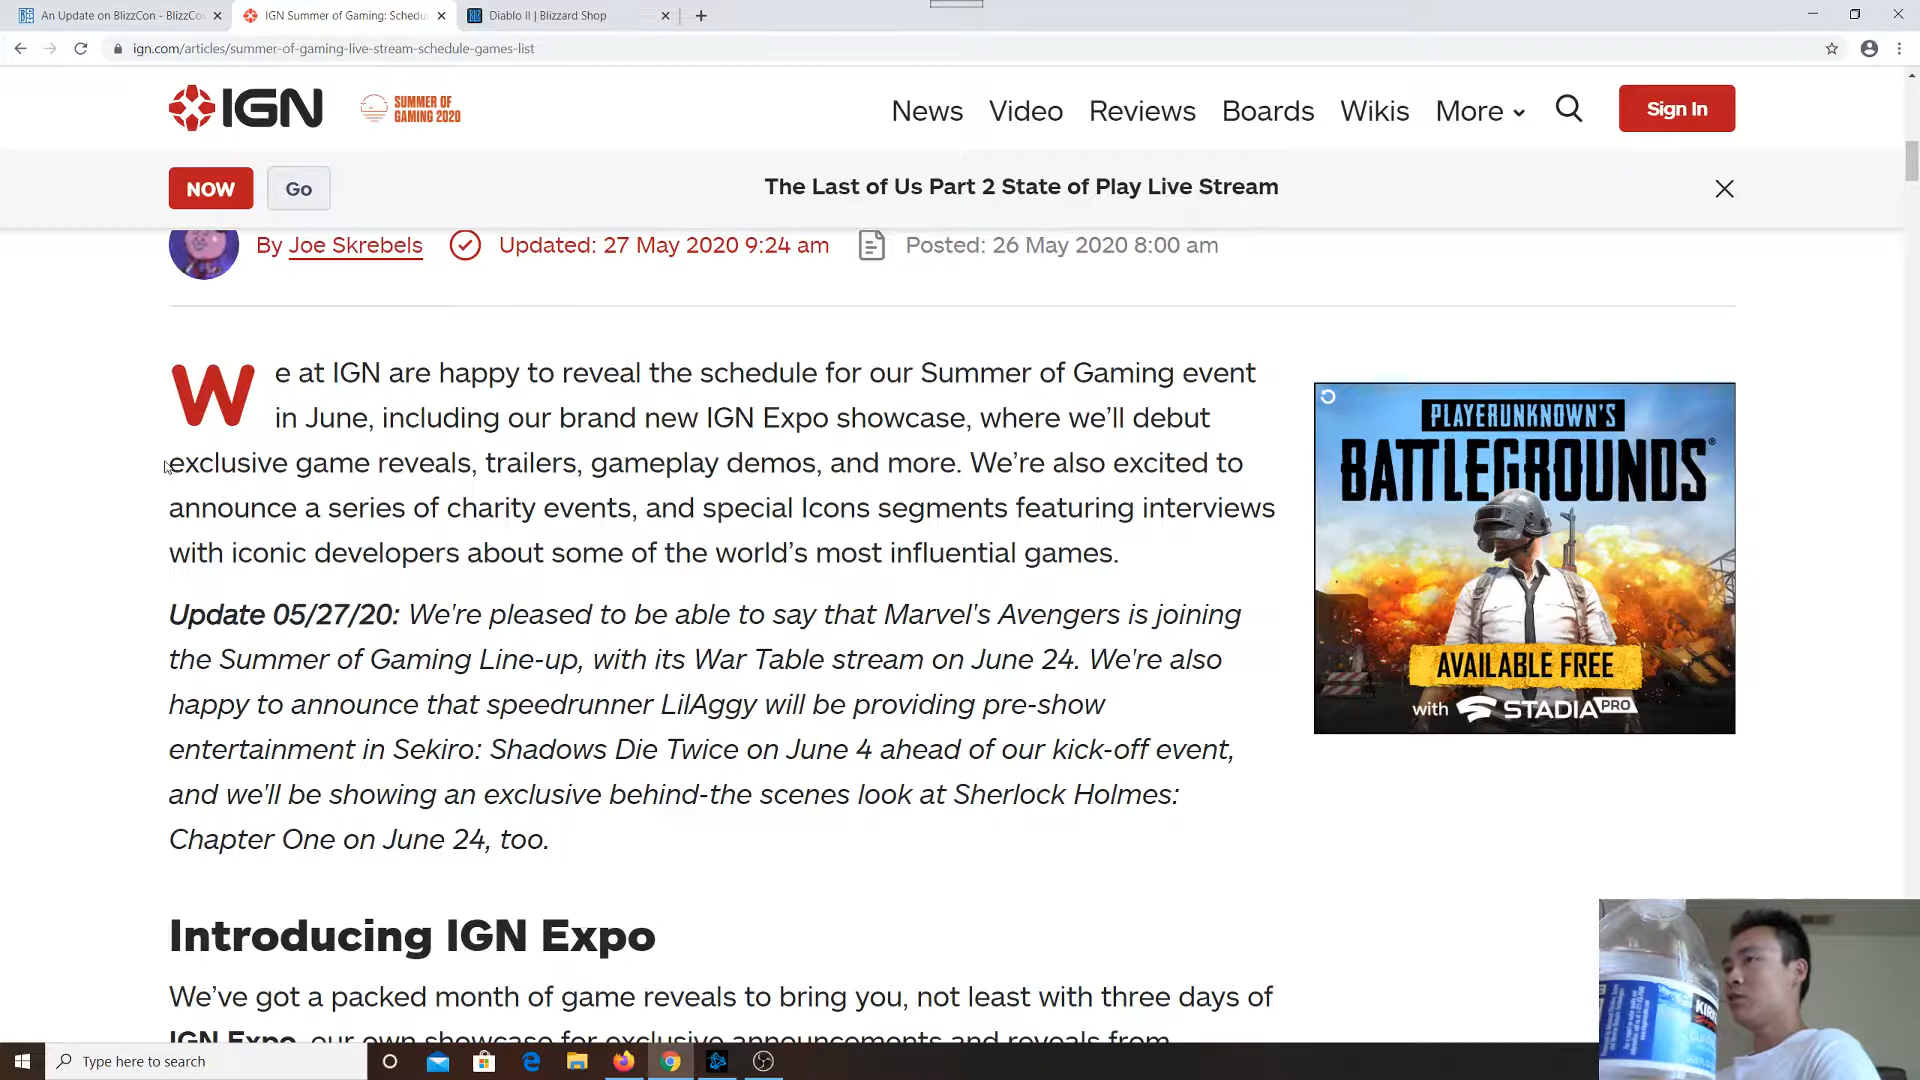 An Update on BlizzCon - BlizzCo
IGN Summer of Gaming: Schedu
Diablo II | Blizzard Shop
ign.com/articles/summer-of-gaming-live-stream-schedule-games-list
IGN
SUMMER OF
GAMING 2020
News
Video
Reviews
Boards
Wikis
More
Sign In
NOW
Go
The Last of Us Part 2 State of Play Live Stream
By Joe Skrebels
Updated: 27 May 2020 9:24 am
Posted: 26 May 2020 8:00 am
We at IGN are happy to reveal the schedule for our Summer of Gaming event
in June, including our brand new IGN Expo showcase, where we'll debut
exclusive game reveals, trailers, gameplay demos, and more. We're also excited to
announce a series of charity events, and special Icons segments featuring interviews
with iconic developers about some of the world's most influential games.
Update 05/27/20: We're pleased to be able to say that Marvel's Avengers is joining
the Summer of Gaming Line-up, with its War Table stream on June 24. We're also
happy to announce that speedrunner LilAggy will be providing pre-show
entertainment in Sekiro: Shadows Die Twice on June 4 ahead of our kick-off event,
and we'll be showing an exclusive behind-the scenes look at Sherlock Holmes:
Chapter One on June 24, too.
PLAYERUNKNOWN'S
BATTLEGROUNDS
AVAILABLE FREE
with STADIA PRO
Introducing IGN Expo
We've got a packed month of game reveals to bring you, not least with three days of
IGN Expo, our own showcase for exclusive announcements and reveals from
Type here to search